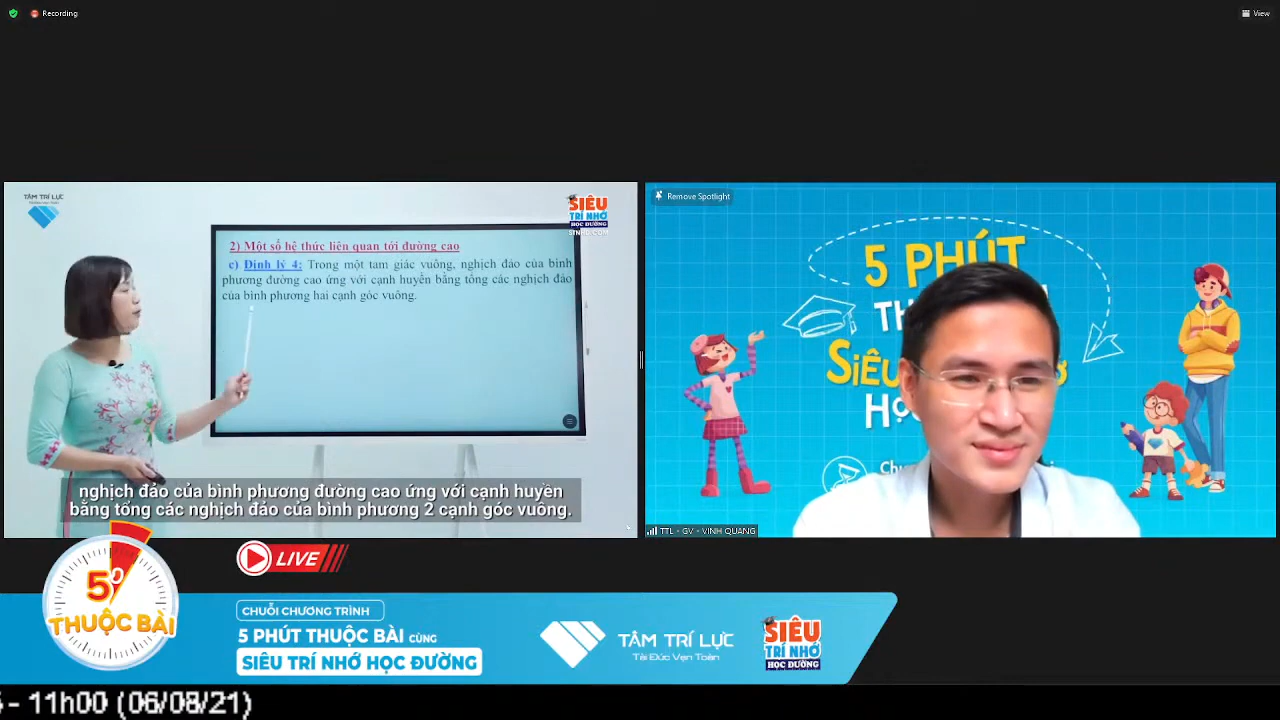 Recording
View
TÂM TRÍ LỰC
SIÊU
TRÍ NHỚ
HỌC ĐƯỜNG
STNHD.COM
2) Một số hệ thức liên quan tới đường cao
c) Định lý 4: Trong một tam giác vuông, nghịch đảo của bình
phương đường cao ứng với cạnh huyền bằng tổng các nghịch đảo
của bình phương hai cạnh góc vuông.
nghịch đảo của bình phương đường cao ứng với cạnh huyền
bằng tổng các nghịch đảo của bình phương 2 cạnh góc vuông.
Remove Spotlight
5 PHÚT
TH
SIÊU
HỌ
Chu
TTL - GV - VINH QUANG
LIVE
5
THUỘC BÀI
CHUỖI CHƯƠNG TRÌNH
5 PHÚT THUỘC BÀI CÙNG
SIÊU TRÍ NHỚ HỌC ĐƯỜNG
TÂM TRÍ LỰC
Tài Đức Vẹn Toàn
SIÊU
TRÍ NHỚ
HỌC ĐƯỜNG
- 11h00 (06/08/21)